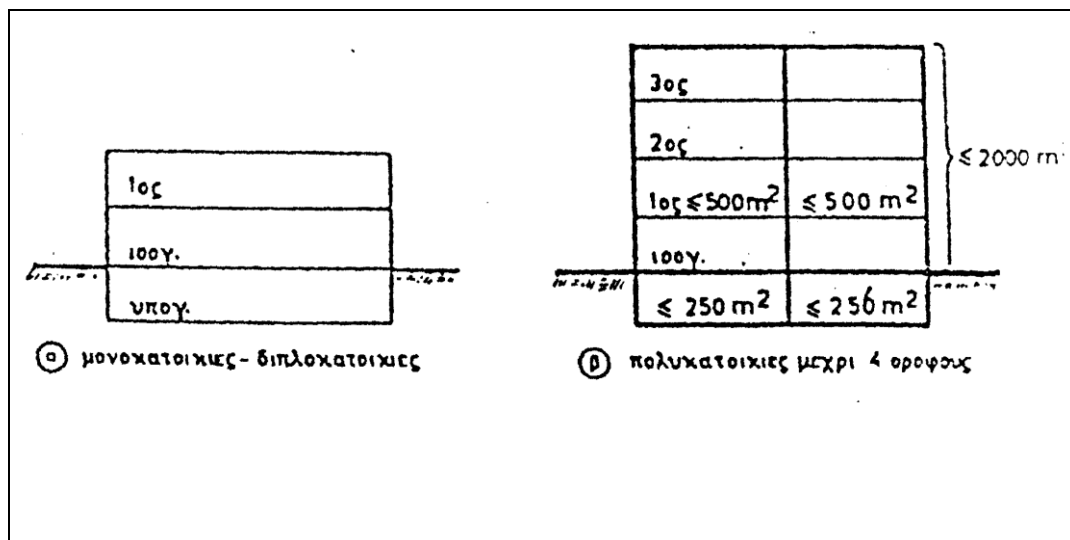 1ος
ισογ.
υπογ.
α μονοκατοικιες - διπλοκατοικιες
3ος
2ος
1ος ≤500m² ≤500 m²
ισογ.
≤ 250 m² ≤ 250 m²
≤ 2000 m
β πολυκατοικιες μεχρι 4 οροφους